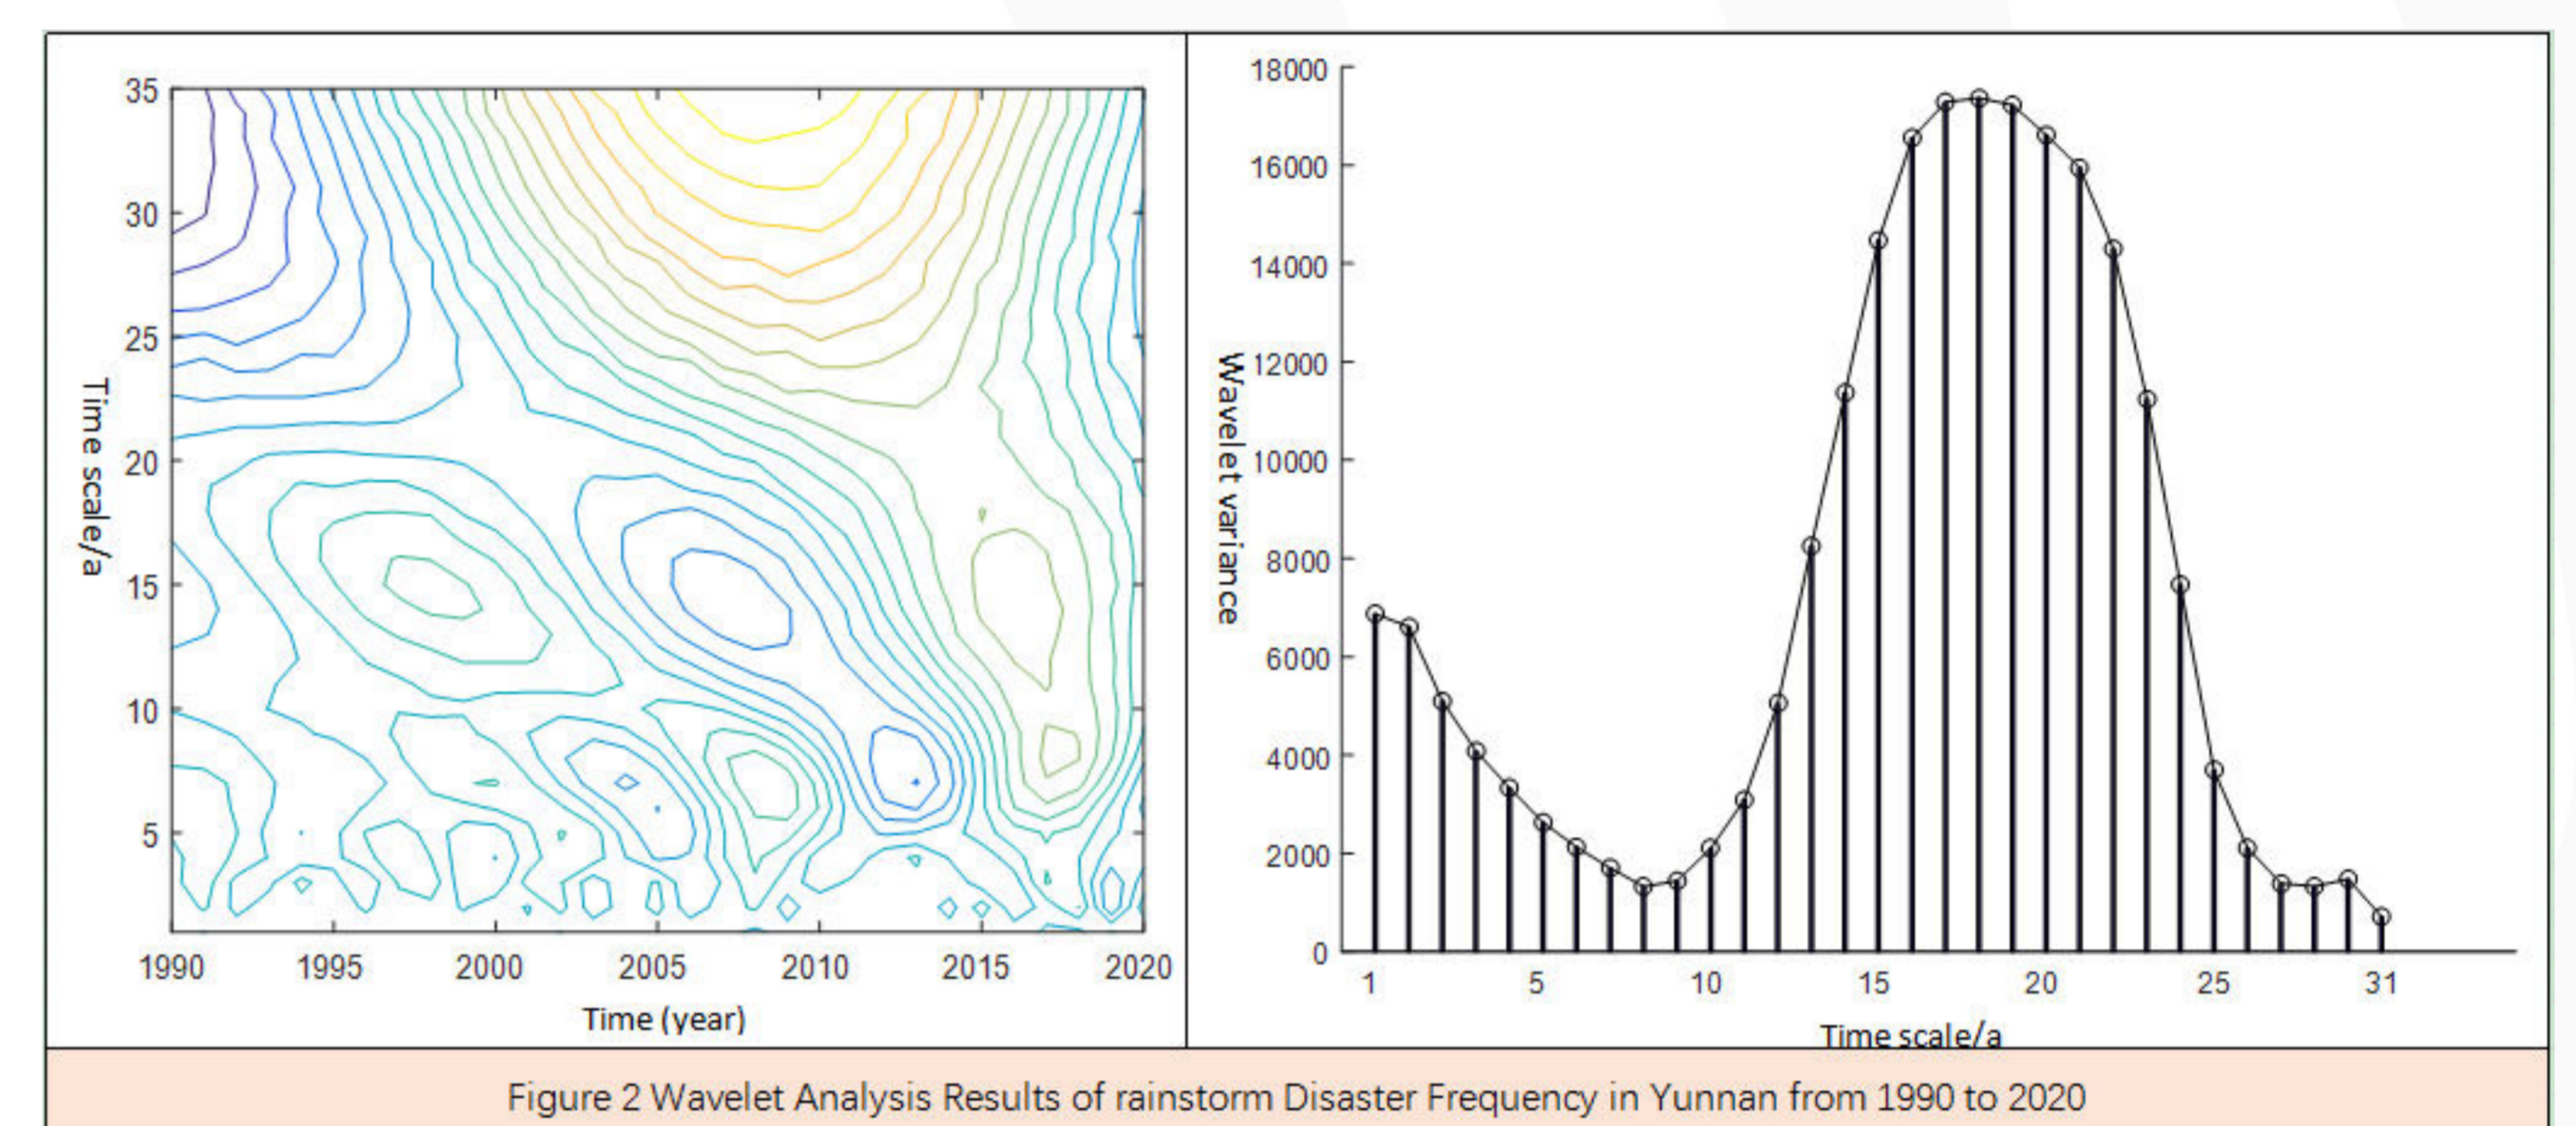 35
30
25
20
15
10
5
Time scale/a
1990 1995 2000 2005 2010 2015 2020
Time (year)
18000
16000
14000
12000
10000
8000
6000
4000
2000
0
Wavelet variance
1 5 10 15 20 25 31
Time scale/a
Figure 2 Wavelet Analysis Results of rainstorm Disaster Frequency in Yunnan from 1990 to 2020